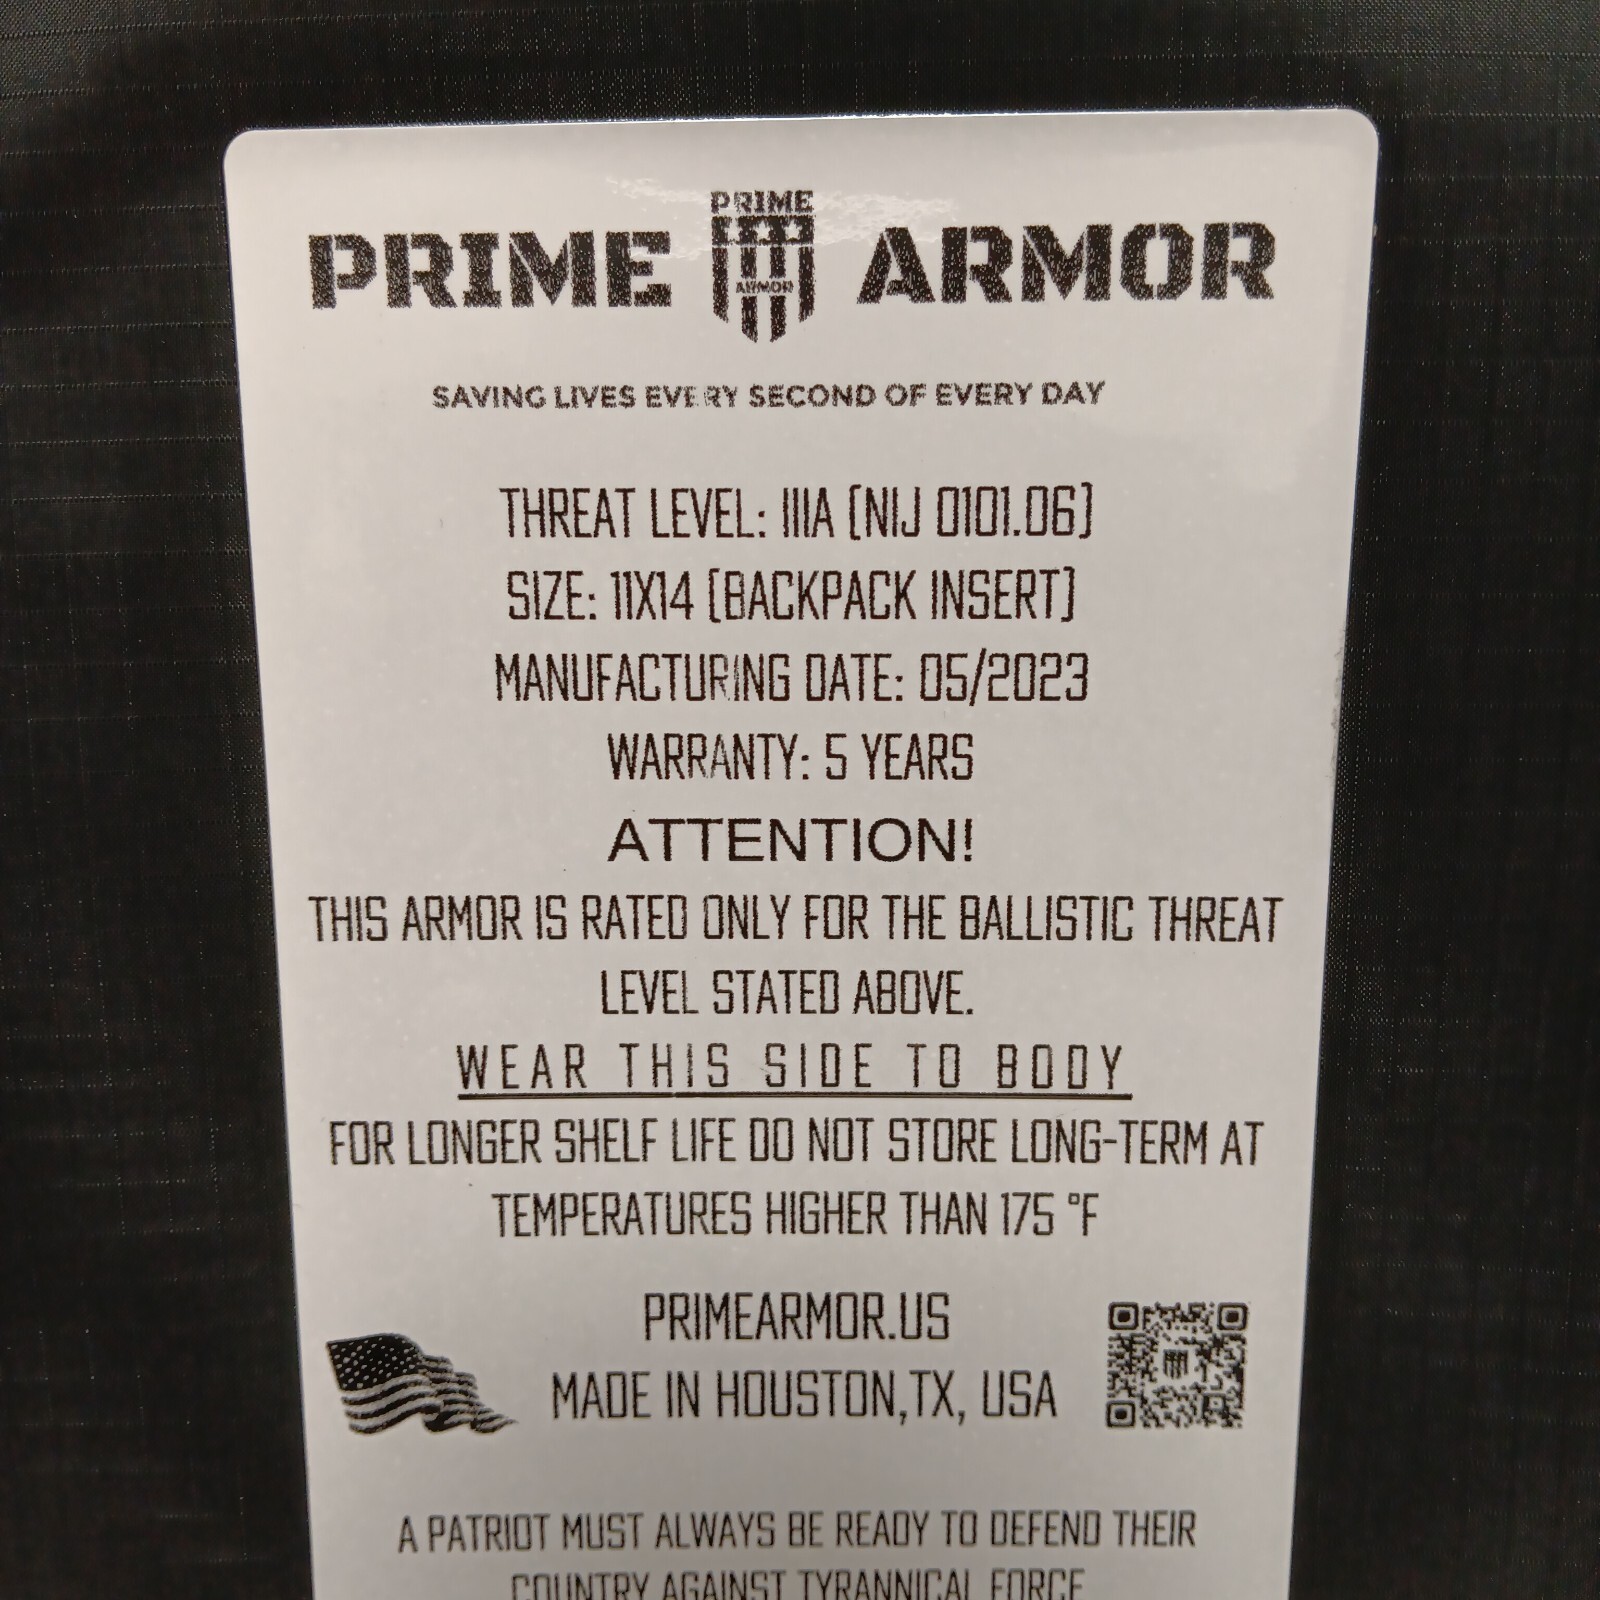 PRIME PRIME ARMOR
ARMOR
SAVING LIVES EVERY SECOND OF EVERY DAY
THREAT LEVEL: IIIA (NIJ 0101.06)
SIZE: 11X14 (BACKPACK INSERT)
MANUFACTURING DATE: 05/2023
WARRANTY: 5 YEARS
ATTENTION!
THIS ARMOR IS RATED ONLY FOR THE BALLISTIC THREAT
LEVEL STATED ABOVE.
WEAR THIS SIDE TO BODY
FOR LONGER SHELF LIFE DO NOT STORE LONG-TERM AT
TEMPERATURES HIGHER THAN 175 °F
PRIMEARMOR.US
MADE IN HOUSTON,TX, USA
A PATRIOT MUST ALWAYS BE READY TO DEFEND THEIR
COUNTRY AGAINST TYRANNICAL FORCE